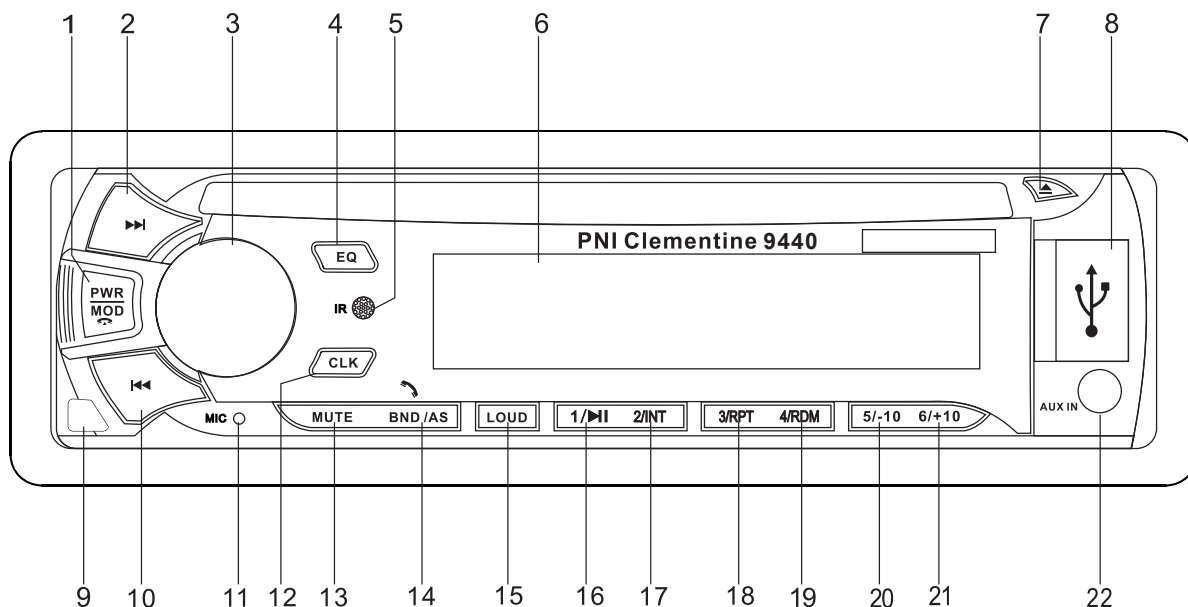 1 2 3 4 5 6 7 8
PNI Clementine 9440
EQ
PWR
MOD
IR
CLK
MIC
MUTE BND/AS LOUD 1/▶II 2/INT 3/RPT 4/RDM 5/-10 6/+10
AUX IN
9 10 11 12 13 14 15 16 17 18 19 20 21 22